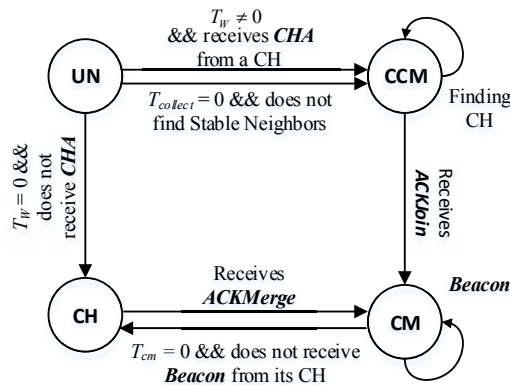 T_W ≠ 0
&& receives CHA
from a CH
UN
CCM
T_collect = 0 && does not
find Stable Neighbors
Finding
CH
T_W = 0 &&
does not
receive CHA
Receives
ACKJoin
Receives
ACKMerge
Beacon
CH
CM
T_cm = 0 && does not receive
Beacon from its CH